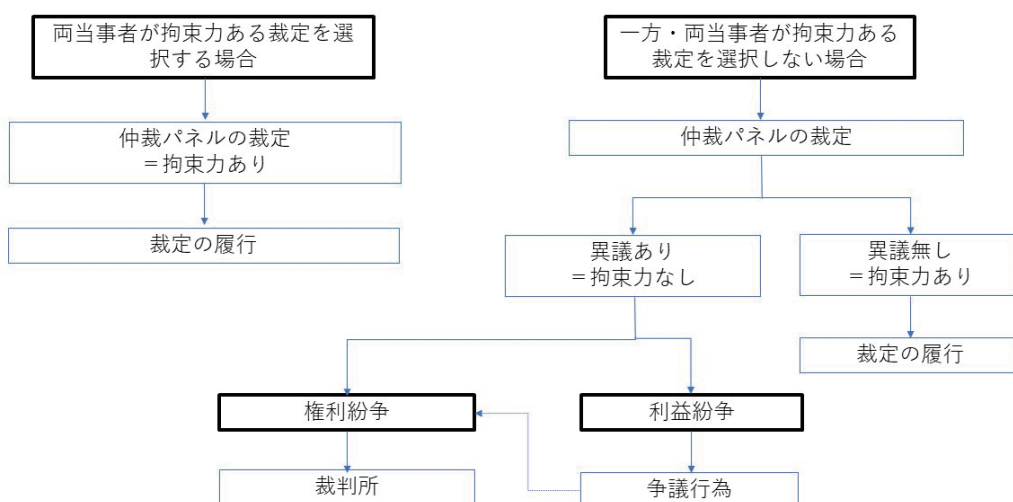 両当事者が拘束力ある裁定を選
択する場合
仲裁パネルの裁定
＝拘束力あり
裁定の履行
一方・両当事者が拘束力ある
裁定を選択しない場合
仲裁パネルの裁定
異議あり
＝拘束力なし
異議無し
＝拘束力あり
裁定の履行
権利紛争
利益紛争
裁判所
争議行為